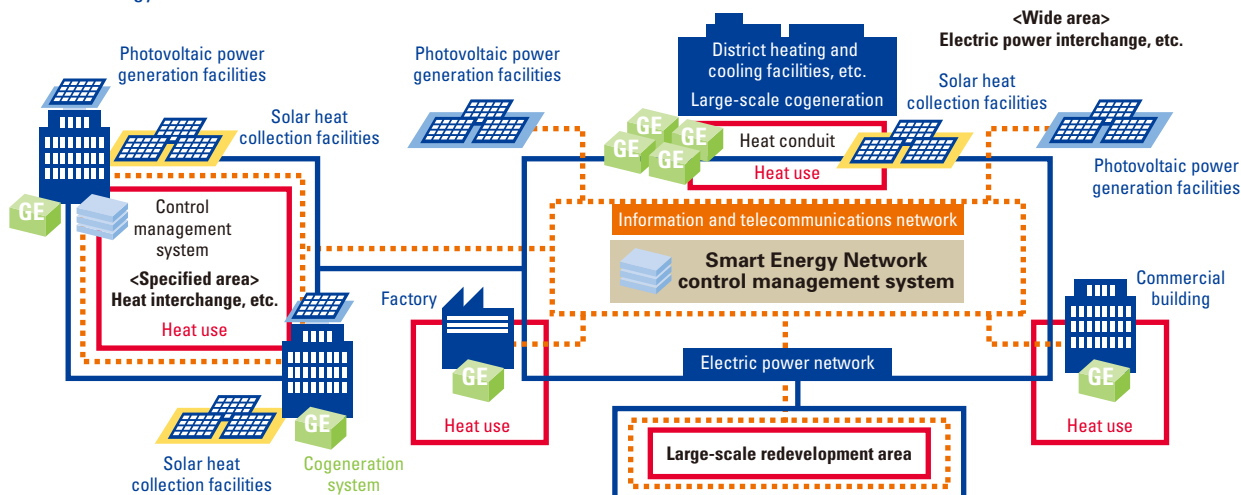 <Wide area>
Electric power interchange, etc.
Photovoltaic power
generation facilities
Photovoltaic power
generation facilities
District heating and
cooling facilities, etc.
Large-scale cogeneration
Solar heat
collection facilities
Solar heat
collection facilities
GE
GE
GE
GE
Heat conduit
Heat use
Photovoltaic power
generation facilities
GE
Control
management
system
<Specified area>
Heat interchange, etc.
Heat use
Information and telecommunications network
Smart Energy Network
control management system
Factory
Commercial
building
Electric power network
GE
Heat use
GE
Heat use
GE
Solar heat
collection facilities
Cogeneration
system
Large-scale redevelopment area